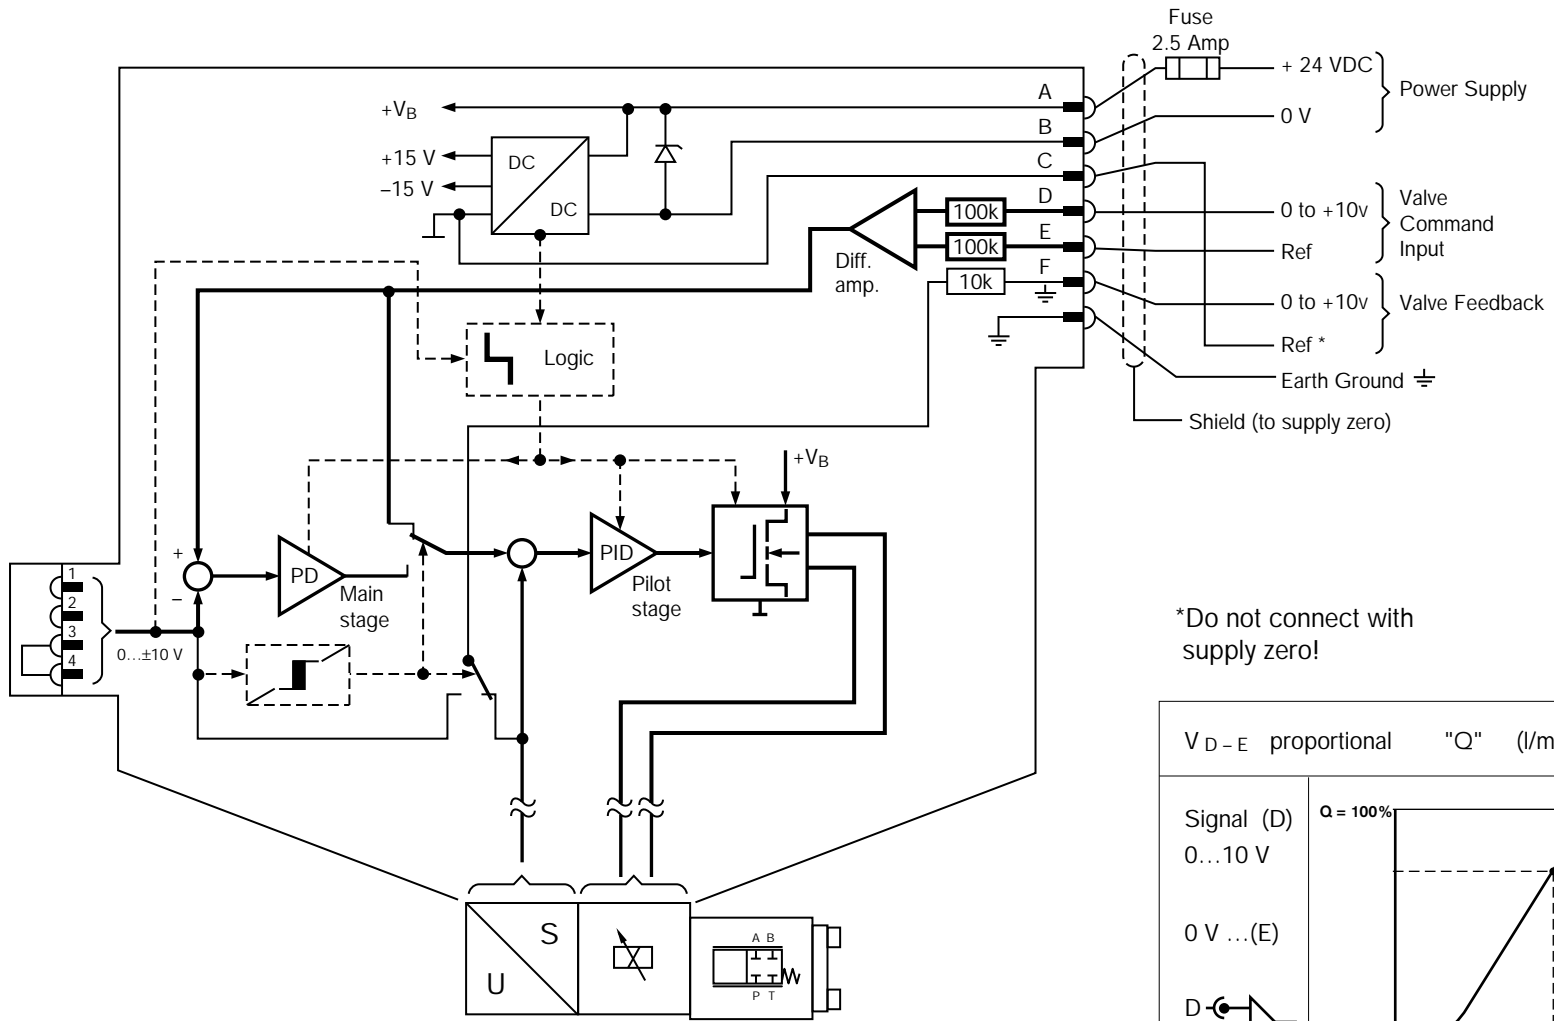 Fuse
2.5 Amp
+ 24 VDC
Power Supply
0 V
A
B
C
D
E
F
+VB
+15 V
–15 V
DC
DC
100k
100k
10k
Diff.
amp.
0 to +10v
Ref
Valve
Command
Input
0 to +10v
Valve Feedback
Ref *
Earth Ground
Shield (to supply zero)
Logic
+VB
+
–
PD
Main
stage
PID
Pilot
stage
1
2
3
4
0...±10 V
*Do not connect with
supply zero!
S
U
A B
P T
V D – E proportional "Q" (l/m
Signal (D)
0...10 V
0 V ...(E)
D
Q = 100%